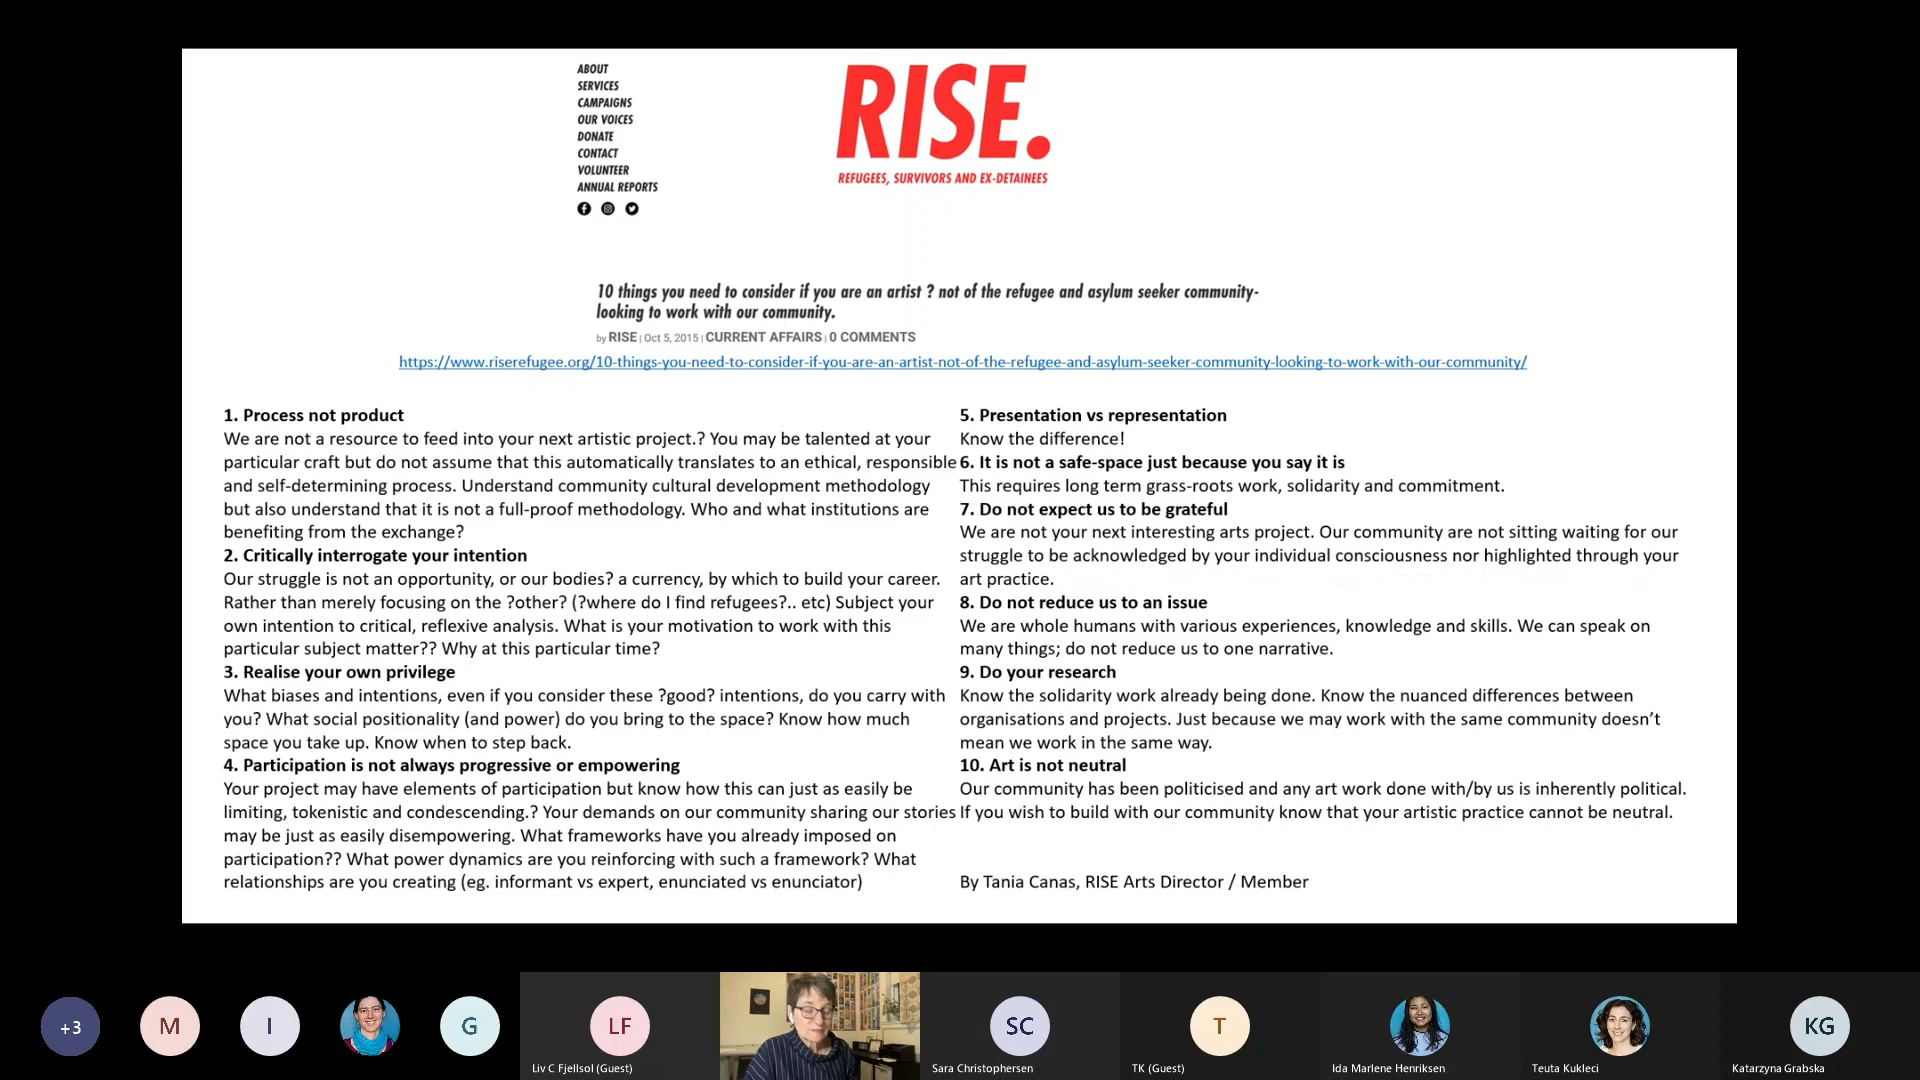 ABOUT
SERVICES
CAMPAIGNS
OUR VOICES
DONATE
CONTACT
VOLUNTEER
ANNUAL REPORTS
RISE.
REFUGEES, SURVIVORS AND EX-DETAINEES
10 things you need to consider if you are an artist ? not of the refugee and asylum seeker community-
looking to work with our community.
by RISE | Oct 5, 2015 | CURRENT AFFAIRS | 0 COMMENTS
https://www.riserefugee.org/10-things-you-need-to-consider-if-you-are-an-artist-not-of-the-refugee-and-asylum-seeker-community-looking-to-work-with-our-community/
1. Process not product
We are not a resource to feed into your next artistic project.? You may be talented at your
particular craft but do not assume that this automatically translates to an ethical, responsible
and self-determining process. Understand community cultural development methodology
but also understand that it is not a full-proof methodology. Who and what institutions are
benefiting from the exchange?
2. Critically interrogate your intention
Our struggle is not an opportunity, or our bodies? a currency, by which to build your career.
Rather than merely focusing on the ?other? (?where do I find refugees?.. etc) Subject your
own intention to critical, reflexive analysis. What is your motivation to work with this
particular subject matter?? Why at this particular time?
3. Realise your own privilege
What biases and intentions, even if you consider these ?good? intentions, do you carry with
you? What social positionality (and power) do you bring to the space? Know how much
space you take up. Know when to step back.
4. Participation is not always progressive or empowering
Your project may have elements of participation but know how this can just as easily be
limiting, tokenistic and condescending.? Your demands on our community sharing our stories
may be just as easily disempowering. What frameworks have you already imposed on
participation?? What power dynamics are you reinforcing with such a framework? What
relationships are you creating (eg. informant vs expert, enunciated vs enunciator)
5. Presentation vs representation
Know the difference!
6. It is not a safe-space just because you say it is
This requires long term grass-roots work, solidarity and commitment.
7. Do not expect us to be grateful
We are not your next interesting arts project. Our community are not sitting waiting for our
struggle to be acknowledged by your individual consciousness nor highlighted through your
art practice.
8. Do not reduce us to an issue
We are whole humans with various experiences, knowledge and skills. We can speak on
many things; do not reduce us to one narrative.
9. Do your research
Know the solidarity work already being done. Know the nuanced differences between
organisations and projects. Just because we may work with the same community doesn’t
mean we work in the same way.
10. Art is not neutral
Our community has been politicised and any art work done with/by us is inherently political.
If you wish to build with our community know that your artistic practice cannot be neutral.
By Tania Canas, RISE Arts Director / Member
+3
M
I
G
LF
SC
T
KG
Liv C Fjellsol (Guest)
Sara Christophersen
TK (Guest)
Ida Marlene Henriksen
Teuta Kukleci
Katarzyna Grabska